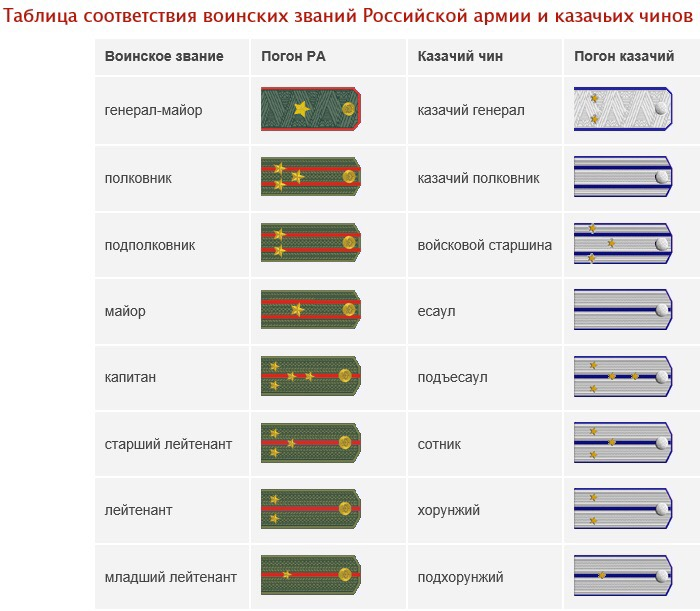 Таблица соответствия воинских званий Российской армии и казачьих чинов
Воинское звание Погон РА Казачий чин Погон казачий
генерал-майор казачий генерал
полковник казачий полковник
подполковник войсковой старшина
майор есаул
капитан подъесаул
старший лейтенант сотник
лейтенант хорунжий
младший лейтенант подхорунжий